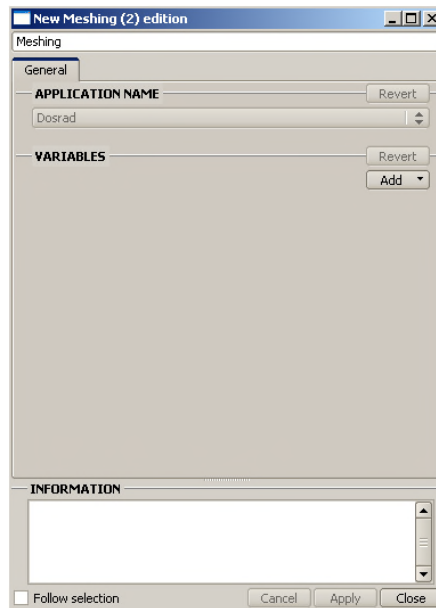 New Meshing (2) edition
Meshing
General
APPLICATION NAME Revert
Dosrad
VARIABLES Revert
Add
INFORMATION
Follow selection Cancel Apply Close